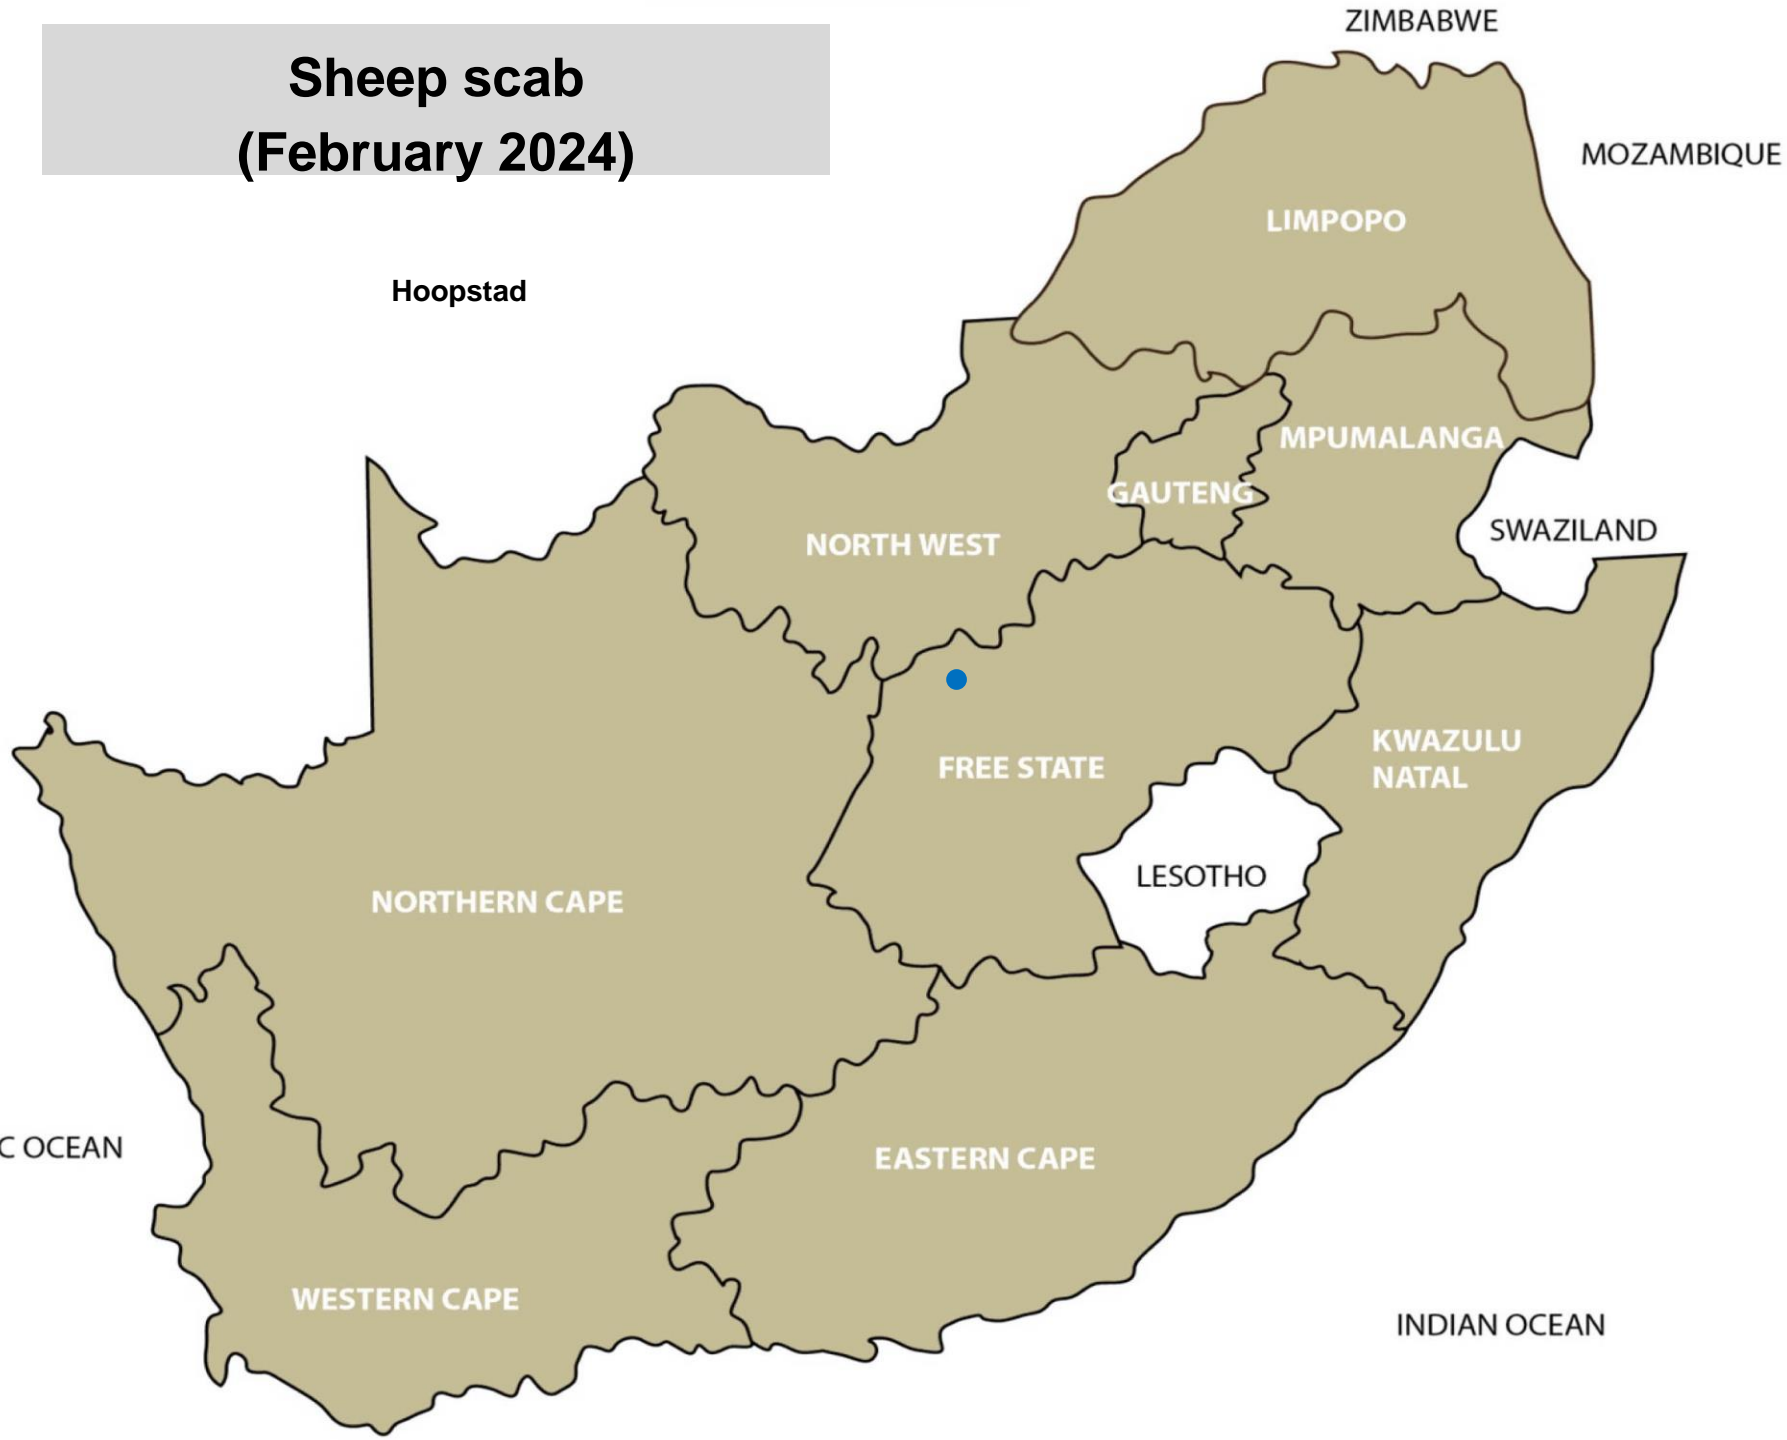 ZIMBABWE
Sheep scab
(February 2024)
MOZAMBIQUE
LIMPOPO
Hoopstad
MPUMALANGA
GAUTENG
SWAZILAND
NORTH WEST
KWAZULU
NATAL
FREE STATE
LESOTHO
NORTHERN CAPE
C OCEAN
EASTERN CAPE
WESTERN CAPE
INDIAN OCEAN